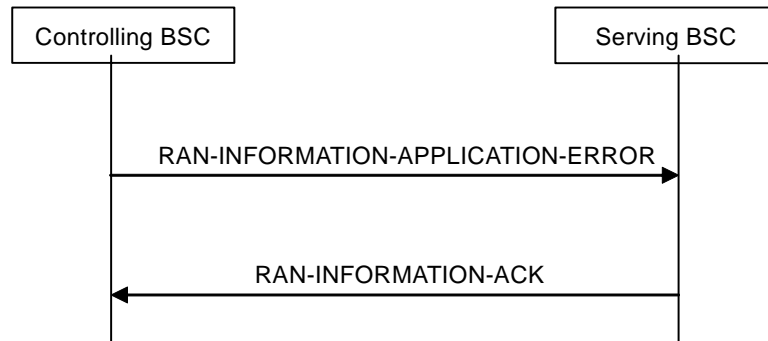 Controlling BSC
Serving BSC
RAN-INFORMATION-APPLICATION-ERROR
RAN-INFORMATION-ACK